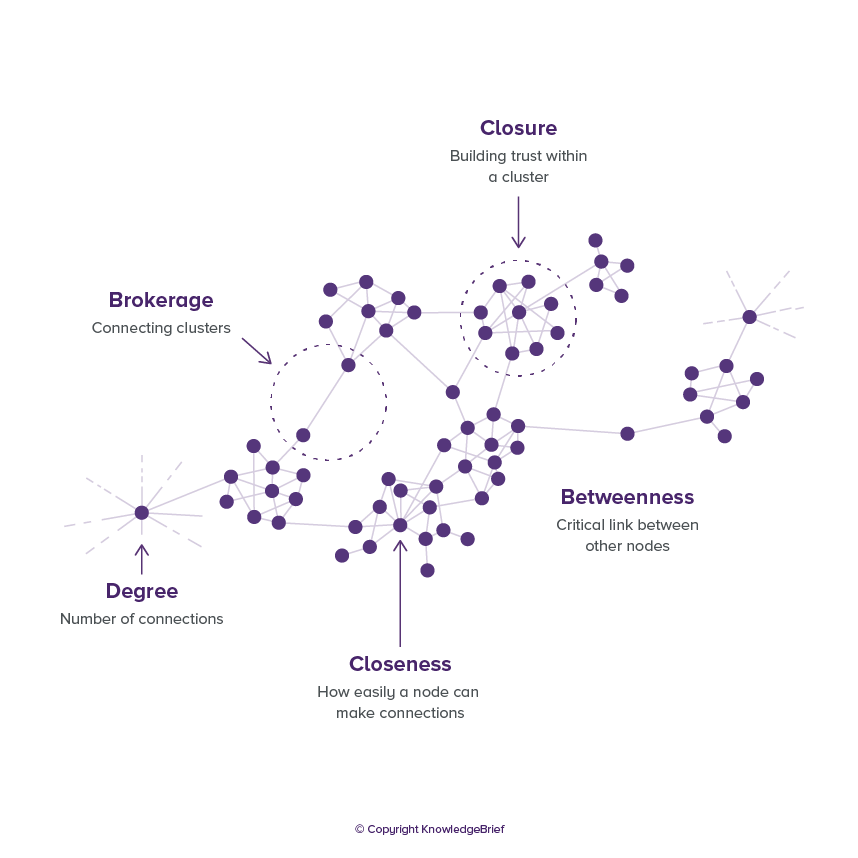 Closure
Building trust within
a cluster
Brokerage
Connecting clusters
Betweenness
Critical link between
other nodes
Degree
Number of connections
Closeness
How easily a node can
make connections
© Copyright KnowledgeBrief